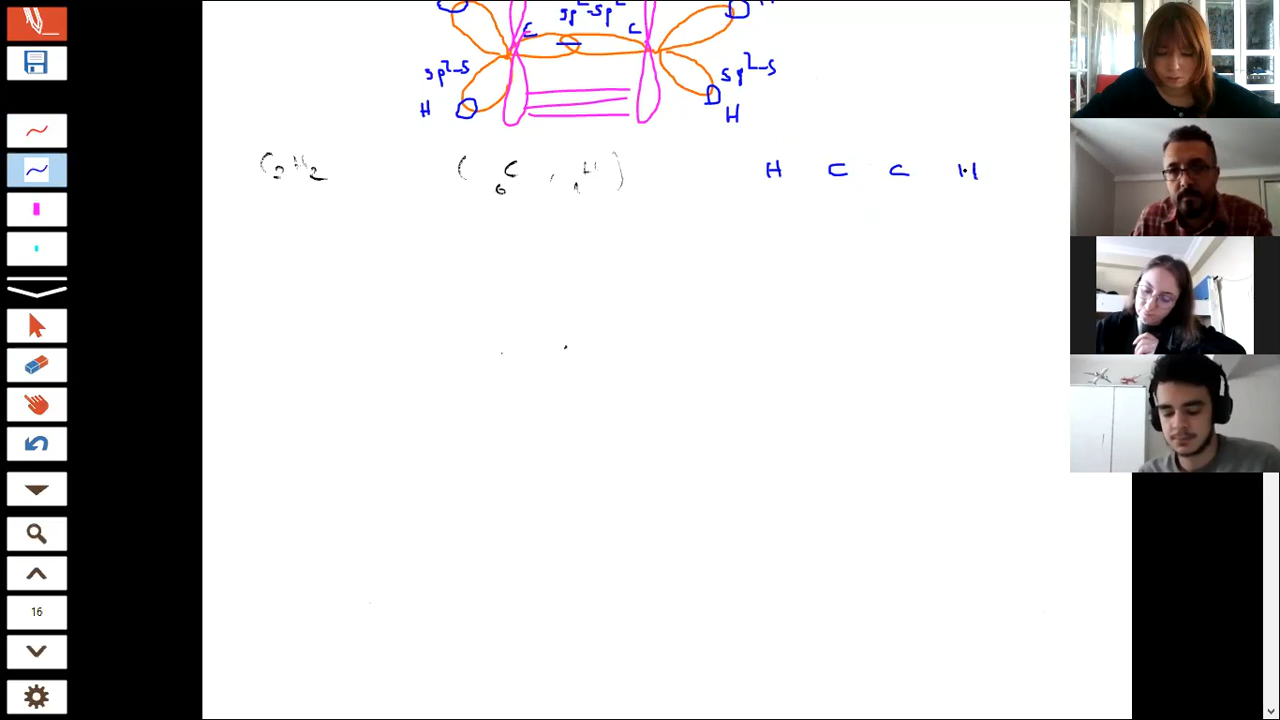 sp²-sp²
C C
sp²-s sp²-s
H H
C₂H₂ ( ₆C , ₁H ) H C C H
16